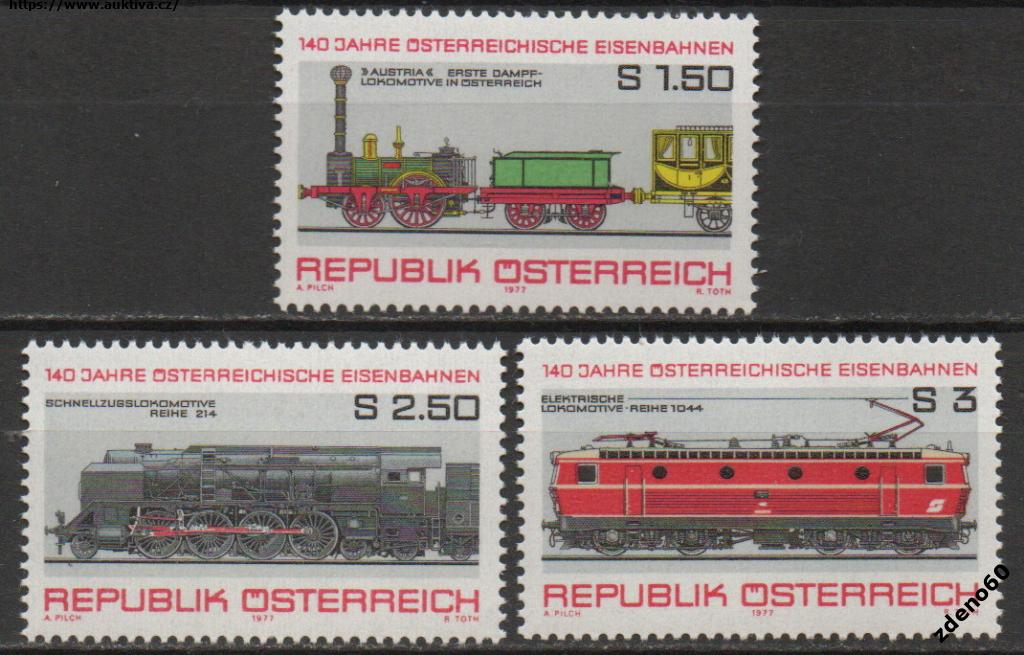 https://www.auktiva.cz/
140 JAHRE ÖSTERREICHISCHE EISENBAHNEN
»AUSTRIA« ERSTE DAMPF-
LOKOMOTIVE IN ÖSTERREICH
S 1.50
REPUBLIK ÖSTERREICH
A. PILCH 1977 R. TOTH
140 JAHRE ÖSTERREICHISCHE EISENBAHNEN
SCHNELLZUGSLOKOMOTIVE
REIHE 214
S 2.50
REPUBLIK ÖSTERREICH
A. PILCH 1977 R. TOTH
140 JAHRE ÖSTERREICHISCHE EISENBAHNEN
ELEKTRISCHE
LOKOMOTIVE-REIHE 1044
S 3
REPUBLIK ÖSTERREICH
A. PILCH 1977 R. TOTH
zdeno60